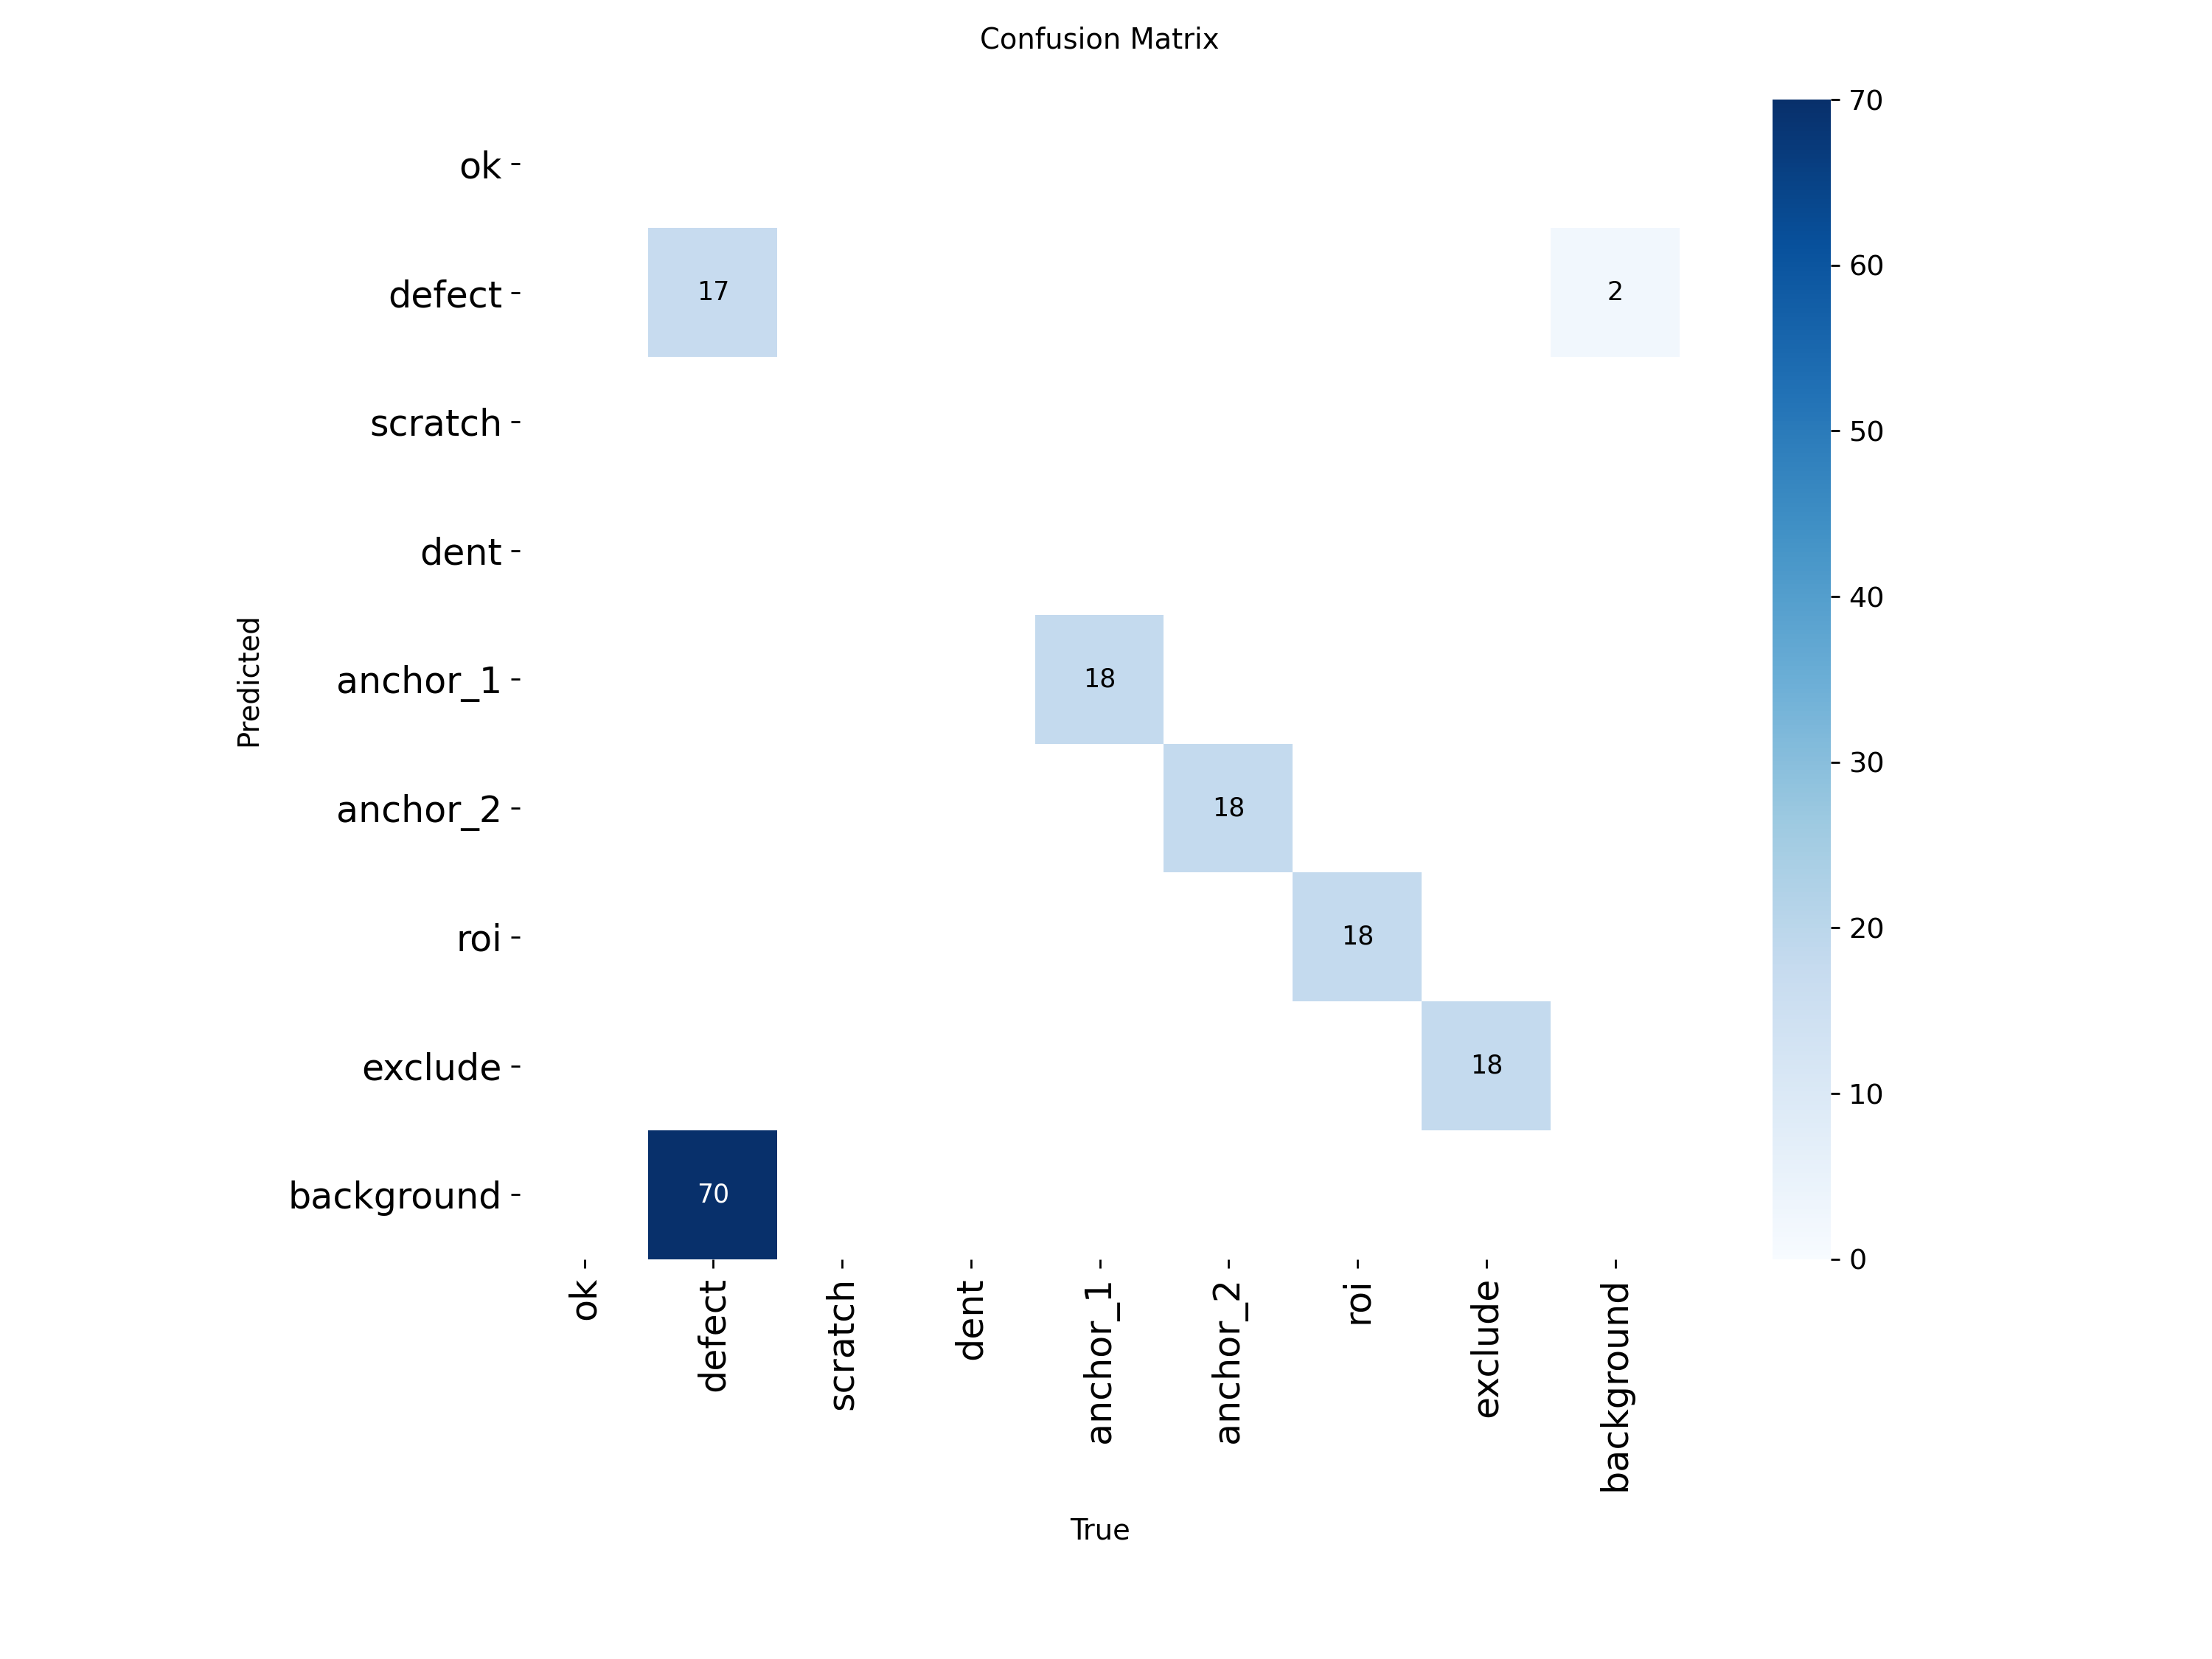 Confusion Matrix
ok
defect
scratch
dent
anchor_1
anchor_2
roi
exclude
background
Predicted
17
2
18
18
18
18
70
70
60
50
40
30
20
10
0
ok
defect
scratch
dent
anchor_1
anchor_2
roi
exclude
background
True